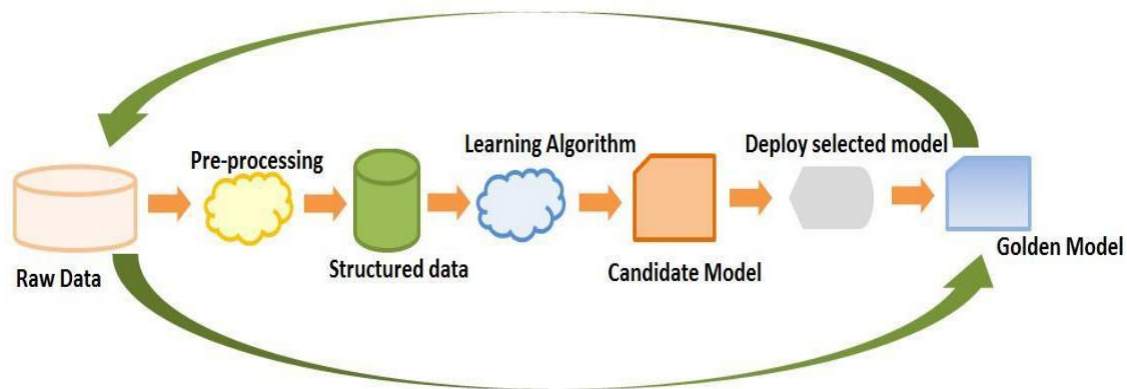 Raw Data
Pre-processing
Structured data
Learning Algorithm
Candidate Model
Deploy selected model
Golden Model